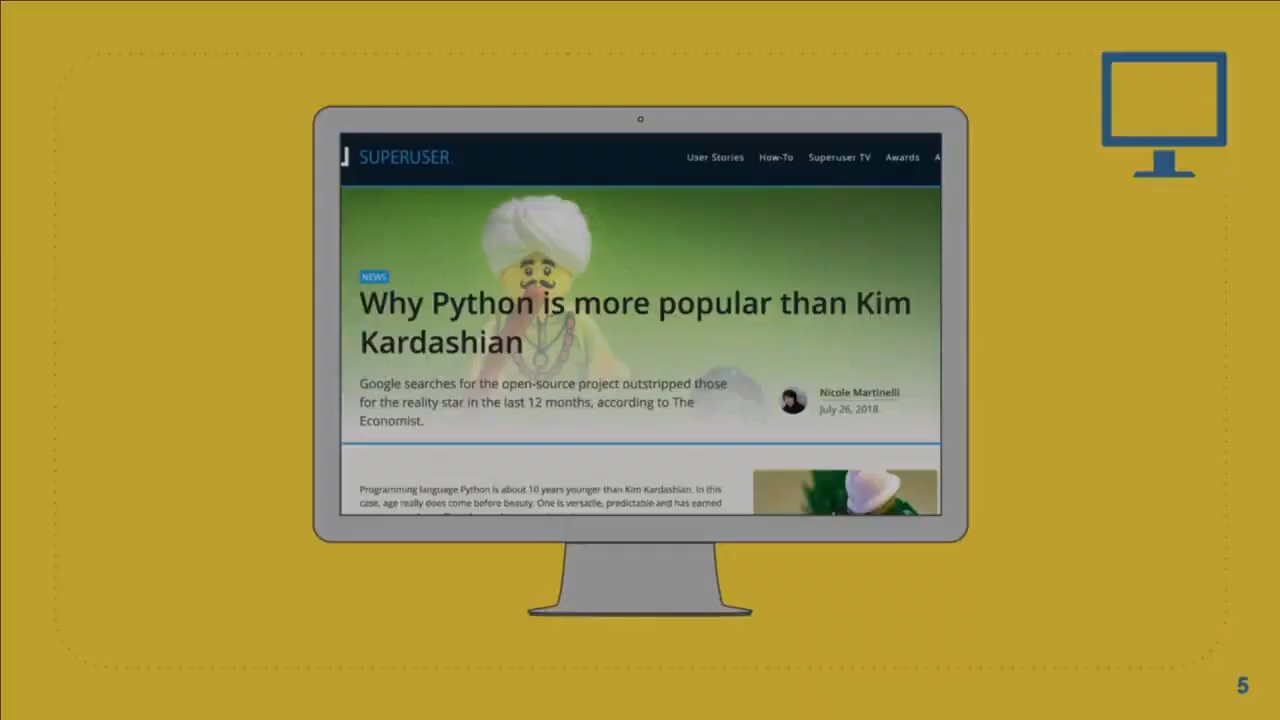 SUPERUSER
User Stories How-To Superuser TV Awards A
NEWS
Why Python is more popular than Kim
Kardashian
Google searches for the open-source project outstripped those
for the reality star in the last 12 months, according to The
Economist.
Nicole Martinelli
July 26, 2018
Programming language Python is about 10 years younger than Kim Kardashian. In this
case, age really does come before beauty. One is versatile, predictable and has earned
5